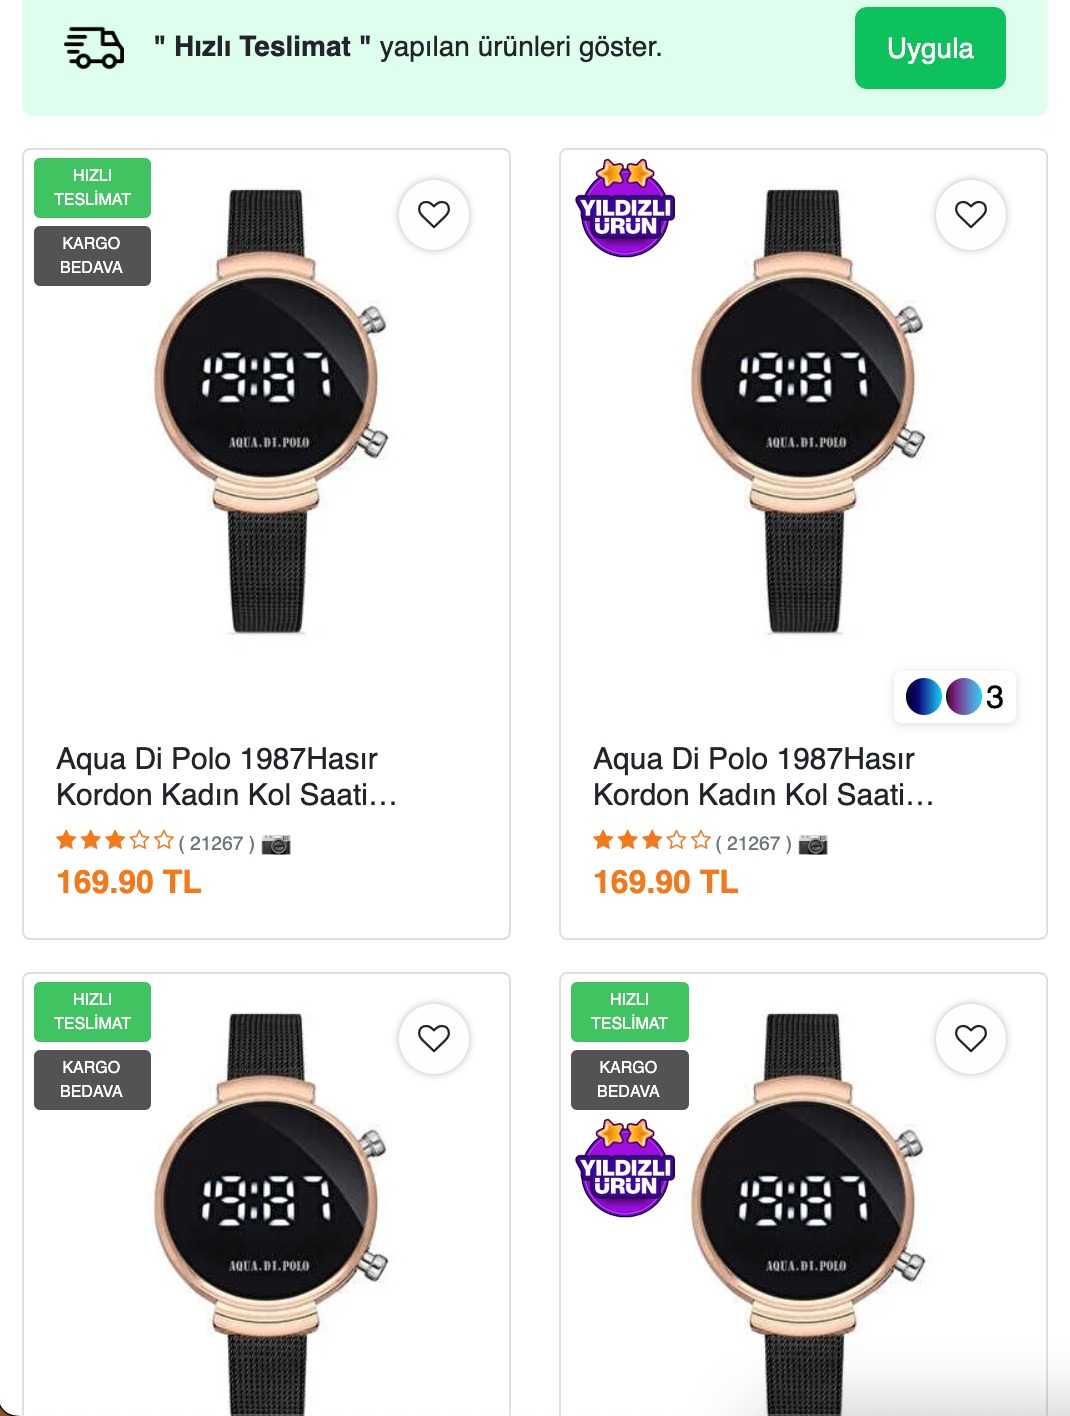 " Hızlı Teslimat " yapılan ürünleri göster.
Uygula
HIZLI
TESLİMAT
KARGO
BEDAVA
19:87
AQUA.DI.POLO
Aqua Di Polo 1987Hasır
Kordon Kadın Kol Saati...
( 21267 )
169.90 TL
YILDIZLI
ÜRÜN
19:87
AQUA.DI.POLO
3
Aqua Di Polo 1987Hasır
Kordon Kadın Kol Saati...
( 21267 )
169.90 TL
HIZLI
TESLİMAT
KARGO
BEDAVA
19:87
AQUA.DI.POLO
HIZLI
TESLİMAT
KARGO
BEDAVA
YILDIZLI
ÜRÜN
19:87
AQUA.DI.POLO